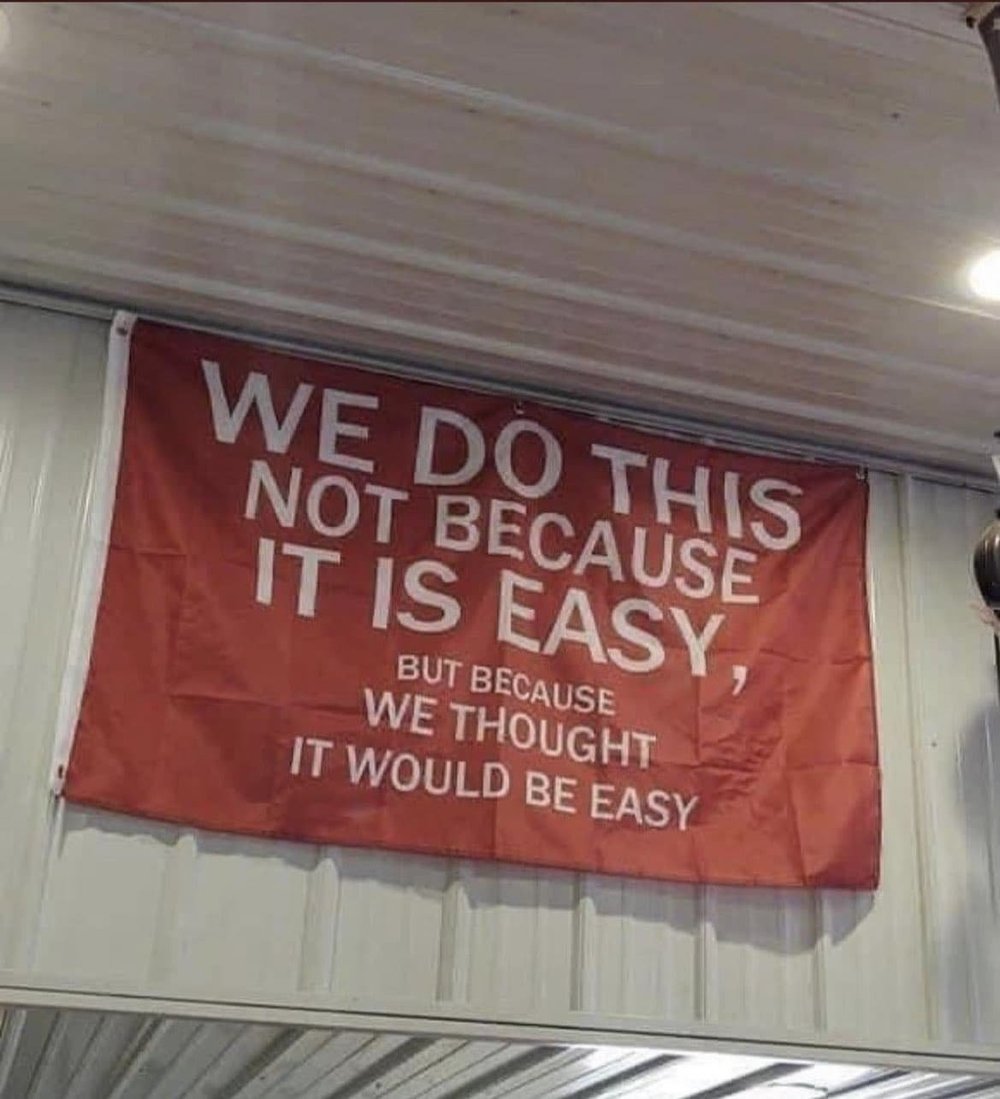 WE DO THIS
NOT BECAUSE
IT IS EASY,
BUT BECAUSE
WE THOUGHT
IT WOULD BE EASY